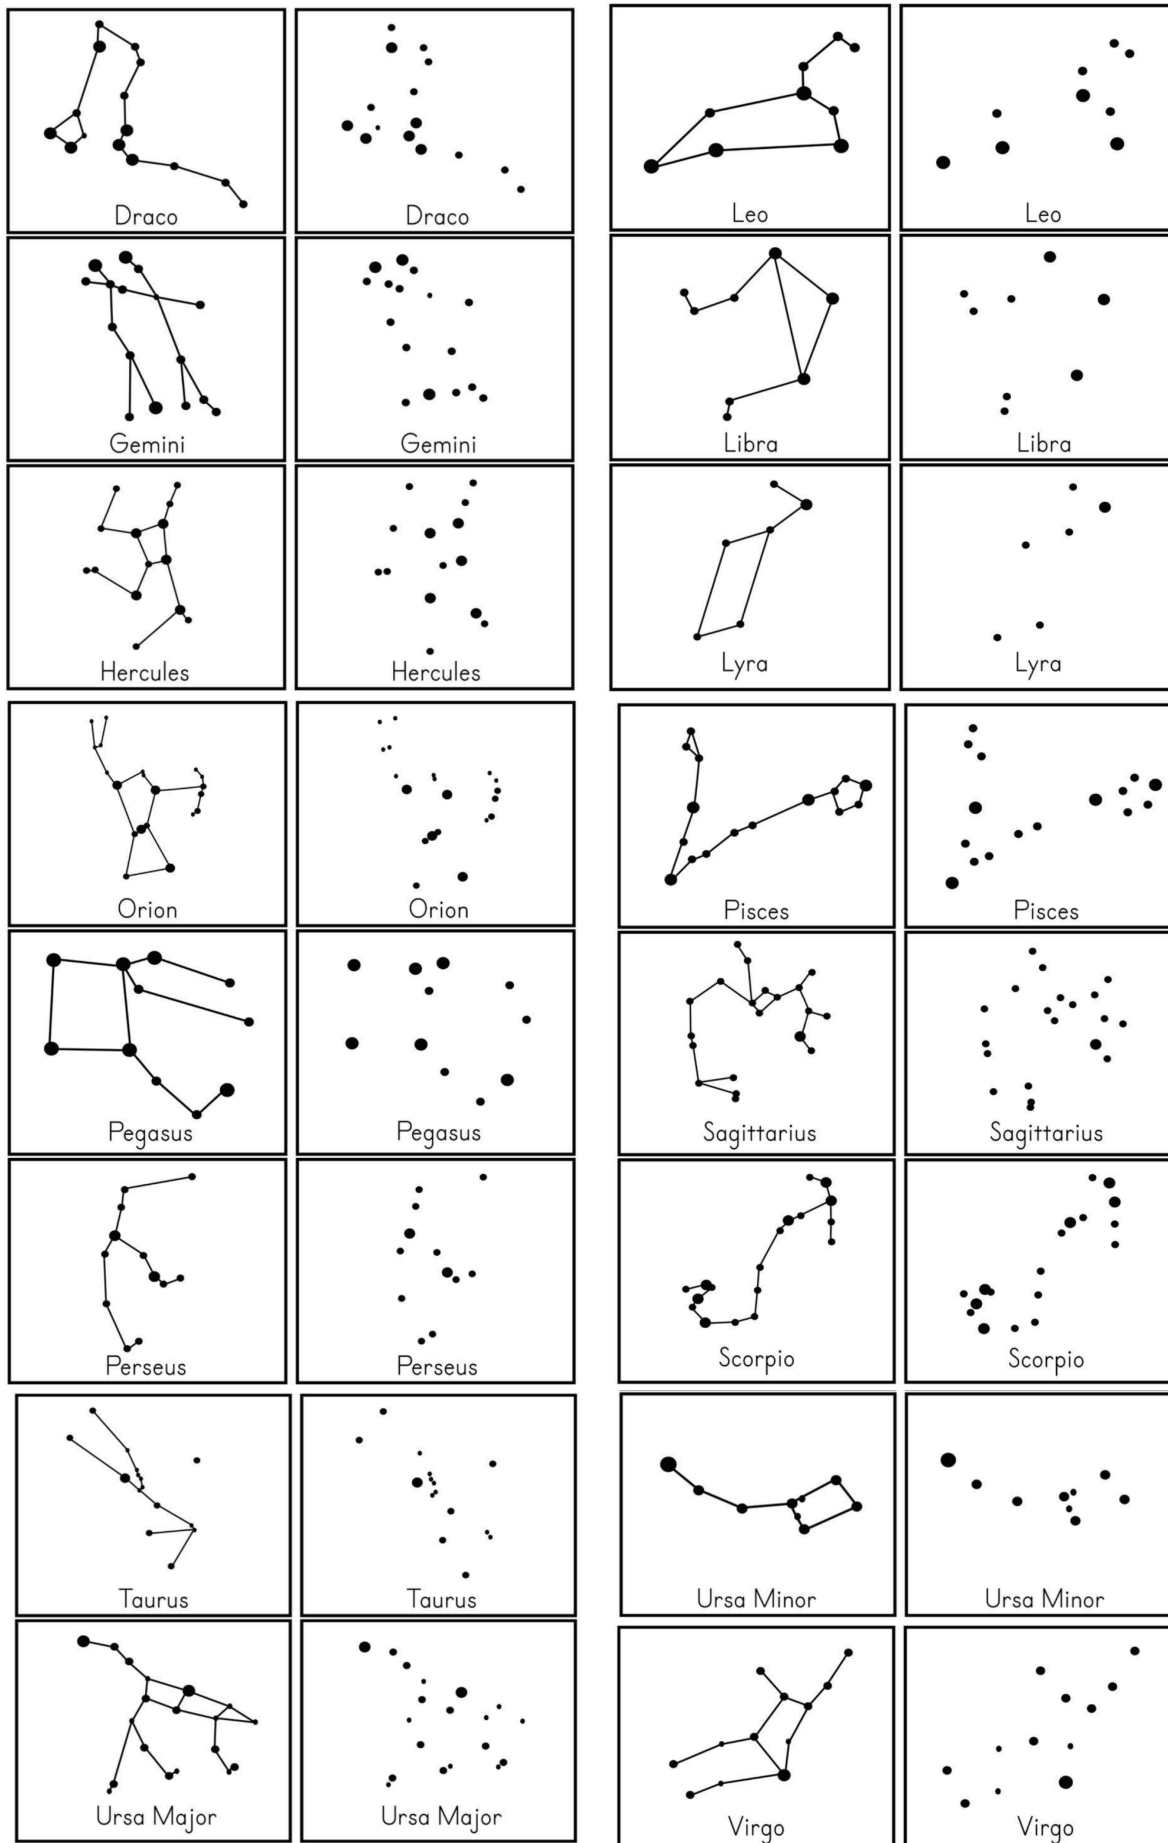 Draco
Draco
Leo
Leo
Gemini
Gemini
Libra
Libra
Hercules
Hercules
Lyra
Lyra
Orion
Orion
Pisces
Pisces
Pegasus
Pegasus
Sagittarius
Sagittarius
Perseus
Perseus
Scorpio
Scorpio
Taurus
Taurus
Ursa Minor
Ursa Minor
Ursa Major
Ursa Major
Virgo
Virgo